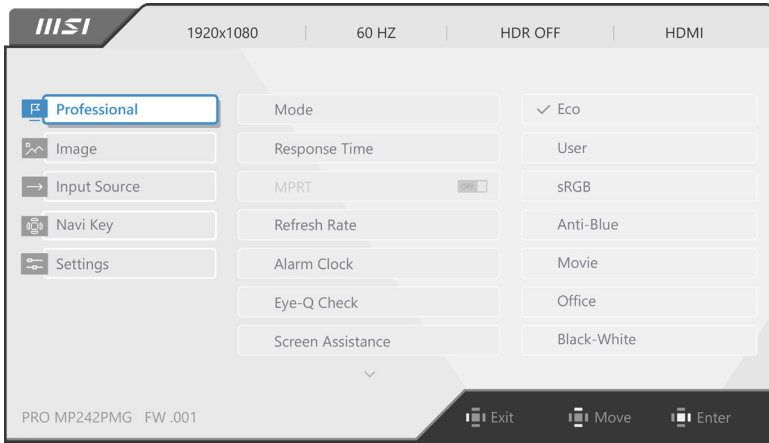 msi
1920x1080 60 HZ HDR OFF HDMI
Professional Mode Eco
Image Response Time User
Input Source MPRT OFF sRGB
Navi Key Refresh Rate Anti-Blue
Settings Alarm Clock Movie
Eye-Q Check Office
Screen Assistance Black-White
PRO MP242PMG FW .001 Exit Move Enter